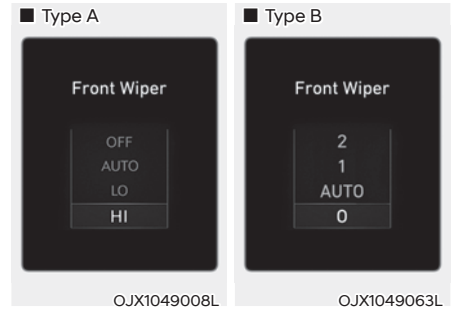 ■ Type A
Front Wiper
OFF
AUTO
LO
HI
OJX1049008L
■ Type B
Front Wiper
2
1
AUTO
0
OJX1049063L